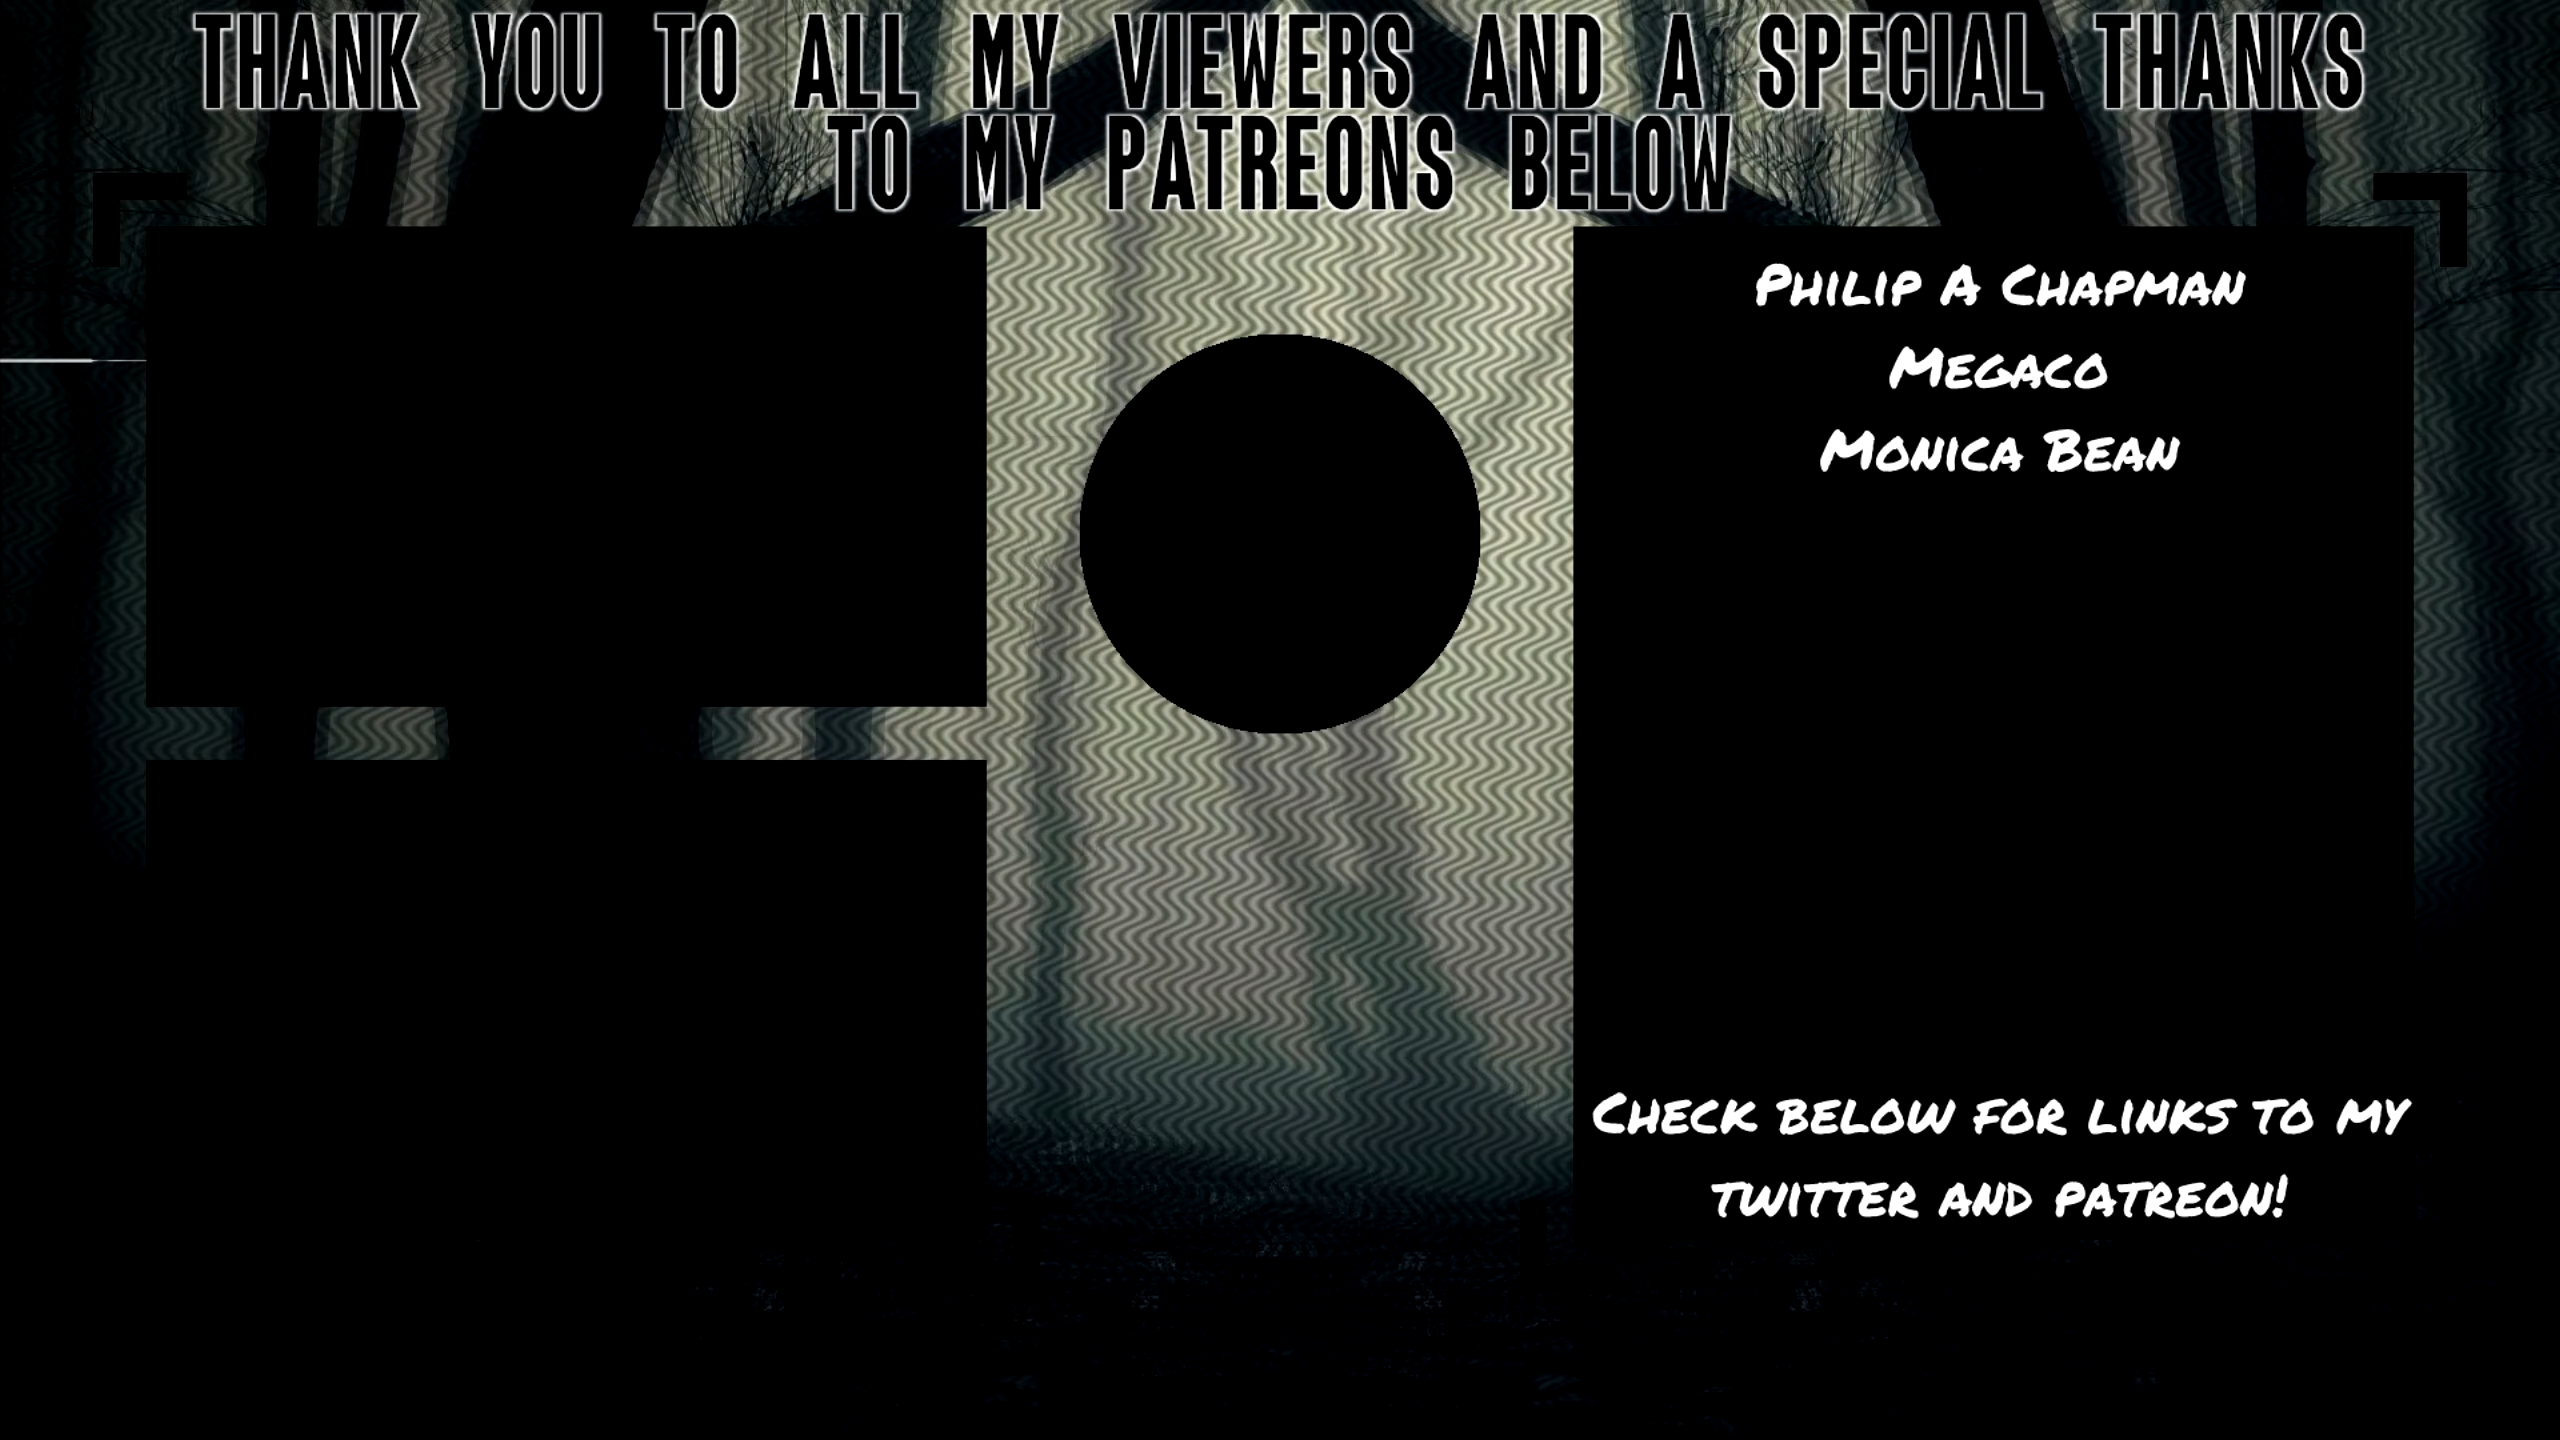 THANK YOU TO ALL MY VIEWERS AND A SPECIAL THANKS
TO MY PATREONS BELOW
Philip A Chapman
Megaco
Monica Bean
Check below for links to my
twitter and patreon!